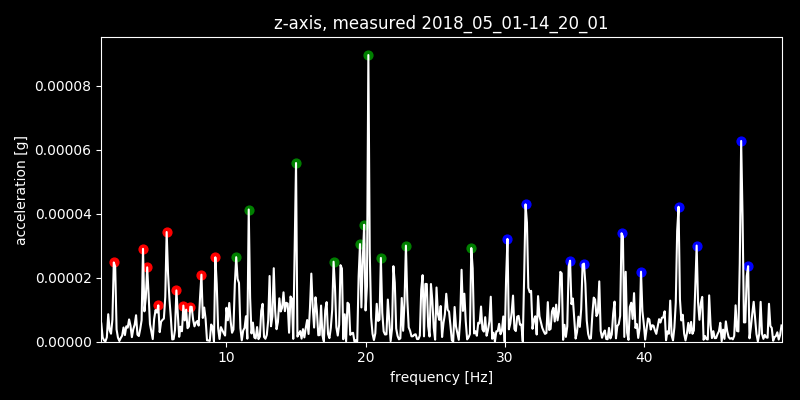 z-axis, measured 2018_05_01-14_20_01
acceleration [g]
0.00008
0.00006
0.00004
0.00002
0.00000
10 20 30 40
frequency [Hz]